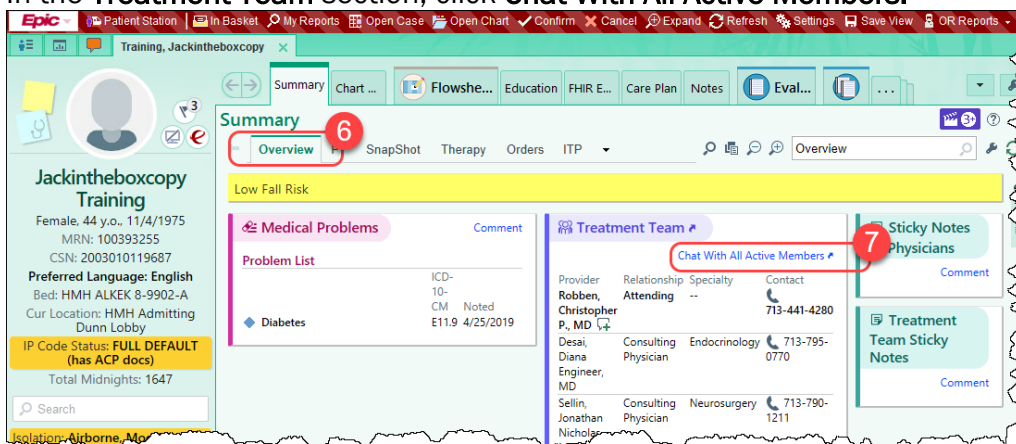 In the Treatment Team section, click Chat With All Active Members.
Epic Patient Station In Basket My Reports Open Case Open Chart Confirm Cancel Expand Refresh Settings Save View OR Reports
Training, Jackintheboxcopy ×
Summary Chart ... Flowshe... Education FHIR E... Care Plan Notes Eval... ...
3
Summary
6
3+
Overview SnapShot Therapy Orders ITP Overview
Jackintheboxcopy
Training
Female, 44 y.o., 11/4/1975
MRN: 100393255
CSN: 2003010119687
Preferred Language: English
Bed: HMH ALKEK 8-9902-A
Cur Location: HMH Admitting
Dunn Lobby
IP Code Status: FULL DEFAULT
(has ACP docs)
Total Midnights: 1647
Search
Isolation: Airborne,
Low Fall Risk
Medical Problems Comment
Problem List
ICD-
10-
CM Noted
Diabetes E11.9 4/25/2019
Treatment Team
Chat With All Active Members
7
Provider Relationship Specialty Contact
Robben, Attending --
Christopher 713-441-4280
P., MD
Desai, Consulting Endocrinology 713-795-
Diana Physician 0770
Engineer,
MD
Sellin, Consulting Neurosurgery 713-790-
Jonathan Physician 1211
Nicholas
Sticky Notes
Physicians
Comment
Treatment
Team Sticky
Notes
Comment